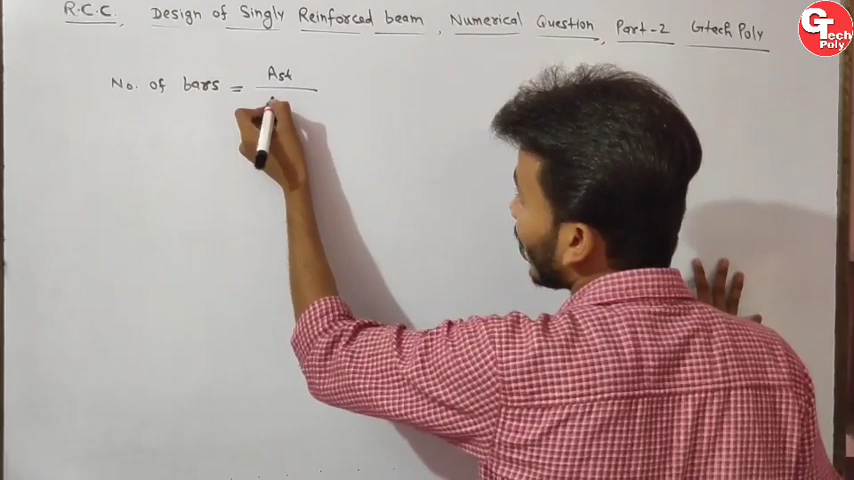 R.C.C., Design of Singly Reinforced beam, Numerical Question, Part-2 Gtech Poly
No. of bars = Ast
GTech
Poly